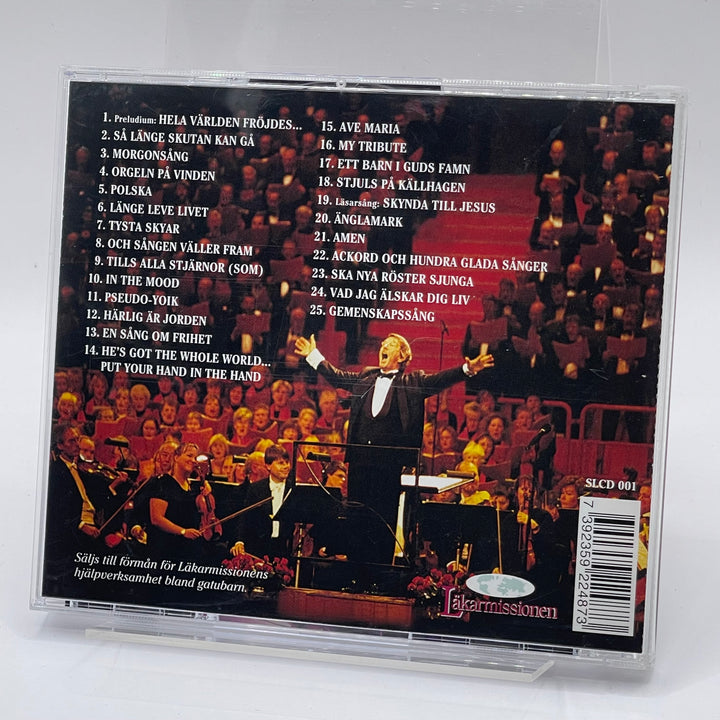 1. Preludium: HELA VÄRLDEN FRÖJDES...
2. SÅ LÄNGE SKUTAN KAN GÅ
3. MORGONSÅNG
4. ORGELN PÅ VINDEN
5. POLSKA
6. LÄNGE LEVE LIVET
7. TYSTA SKYAR
8. OCH SÅNGEN VÄLLER FRAM
9. TILLS ALLA STJÄRNOR (SOM)
10. IN THE MOOD
11. PSEUDO-YOIK
12. HÄRLIG ÄR JORDEN
13. EN SÅNG OM FRIHET
14. HE'S GOT THE WHOLE WORLD...
PUT YOUR HAND IN THE HAND
15. AVE MARIA
16. MY TRIBUTE
17. ETT BARN I GUDS FAMN
18. STJULS PÅ KÄLLHAGEN
19. Läsarsång: SKYNDA TILL JESUS
20. ÄNGLAMARK
21. AMEN
22. ACKORD OCH HUNDRA GLADA SÅNGER
23. SKA NYA RÖSTER SJUNGA
24. VAD JAG ÄLSKAR DIG LIV
25. GEMENSKAPSSÅNG
SLCD 001
7 392359 224873
Säljs till förmån för Läkarmissionens
hjälpverksamhet bland gatubarn.
Läkarmissionen